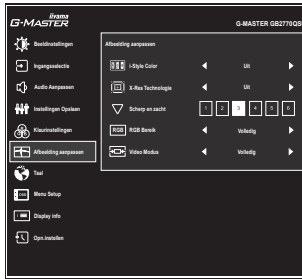 iiyama
G-MASTER
G-MASTER GB2770QS
Beeldinstellingen
Ingangsselectie
Audio Aanpassen
Instellingen Opslaan
Kleurinstellingen
Afbeelding aanpassen
Taal
OSD Menu Setup
Display info
Opn.instellen
Afbeelding aanpassen
i-Style Color Uit
X-Res Technologie Uit
Scherp en zacht 1 2 3 4 5 6
RGB RGB Bereik Volledig
Video Modus Volledig